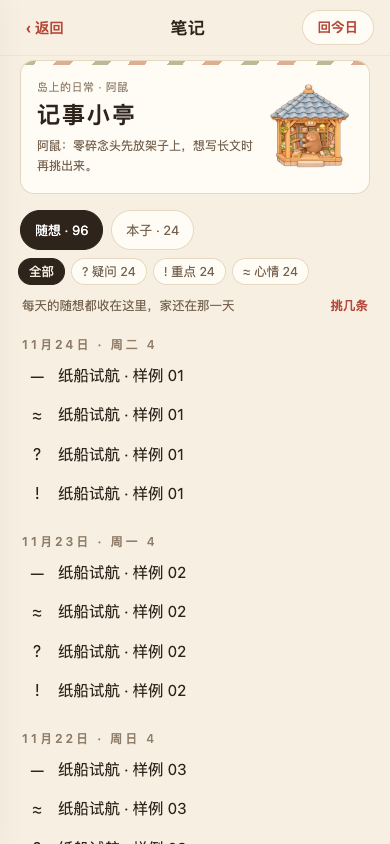 ‹ 返回
笔记
回今日
岛上的日常 · 阿鼠
记事小亭
阿鼠：零碎念头先放架子上，想写长文时
再挑出来。
随想 · 96
本子 · 24
全部
? 疑问 24
! 重点 24
≈ 心情 24
每天的随想都收在这里，家还在那一天
挑几条
11月24日 · 周二 4
— 纸船试航 · 样例 01
≈ 纸船试航 · 样例 01
? 纸船试航 · 样例 01
! 纸船试航 · 样例 01
11月23日 · 周一 4
— 纸船试航 · 样例 02
≈ 纸船试航 · 样例 02
? 纸船试航 · 样例 02
! 纸船试航 · 样例 02
11月22日 · 周日 4
— 纸船试航 · 样例 03
≈ 纸船试航 · 样例 03